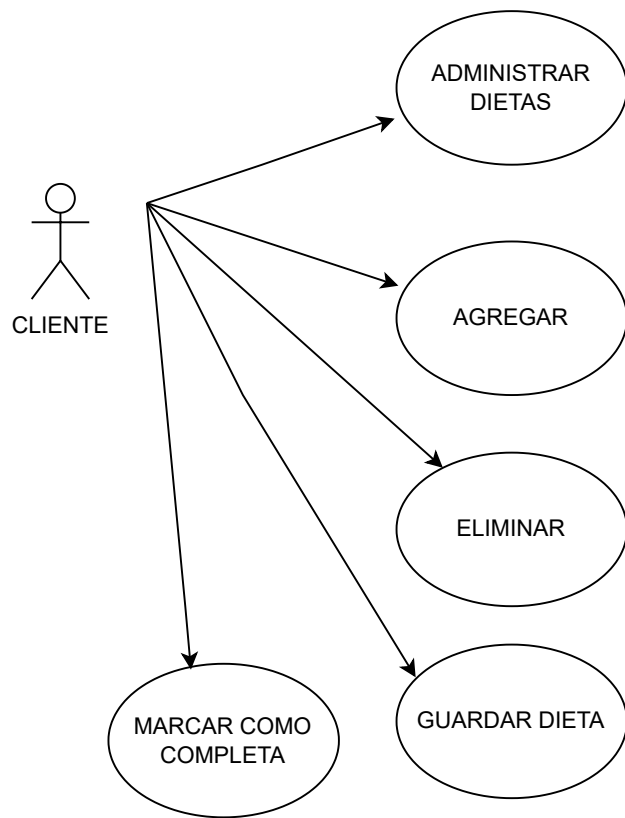 ADMINISTRAR
DIETAS
CLIENTE
AGREGAR
ELIMINAR
GUARDAR DIETA
MARCAR COMO
COMPLETA